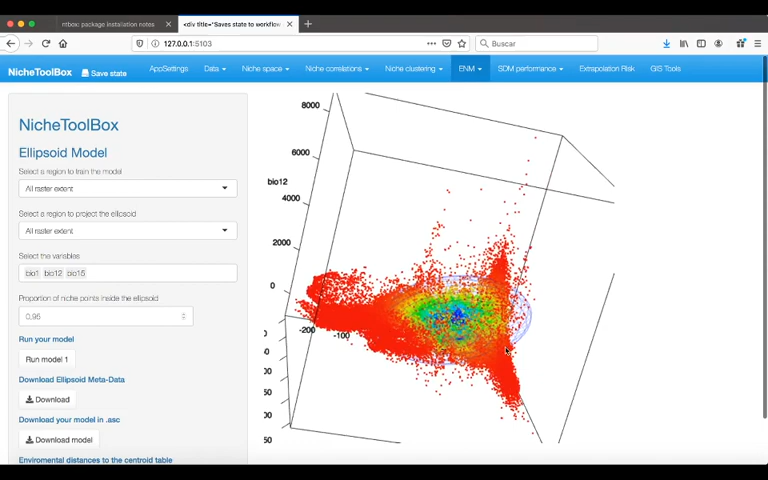 ntbox: package installation notes
<div title="Saves state to workflow
127.0.0.1:5103
Buscar
NicheToolBox
Save state
AppSettings
Data
Niche space
Niche correlations
Niche clustering
ENM
SDM performance
Extrapolation Risk
GIS Tools
NicheToolBox
Ellipsoid Model
Select a region to train the model
All raster extent
Select a region to project the ellipsoid
All raster extent
Select the variables
bio1 bio12 bio15
Proportion of niche points inside the ellipsoid
0.95
Run your model
Run model 1
Download Ellipsoid Meta-Data
Download
Download your model in .asc
Download model
Enviromental distances to the centroid table
8000
6000
bio12
4000
2000
0
-200
-100